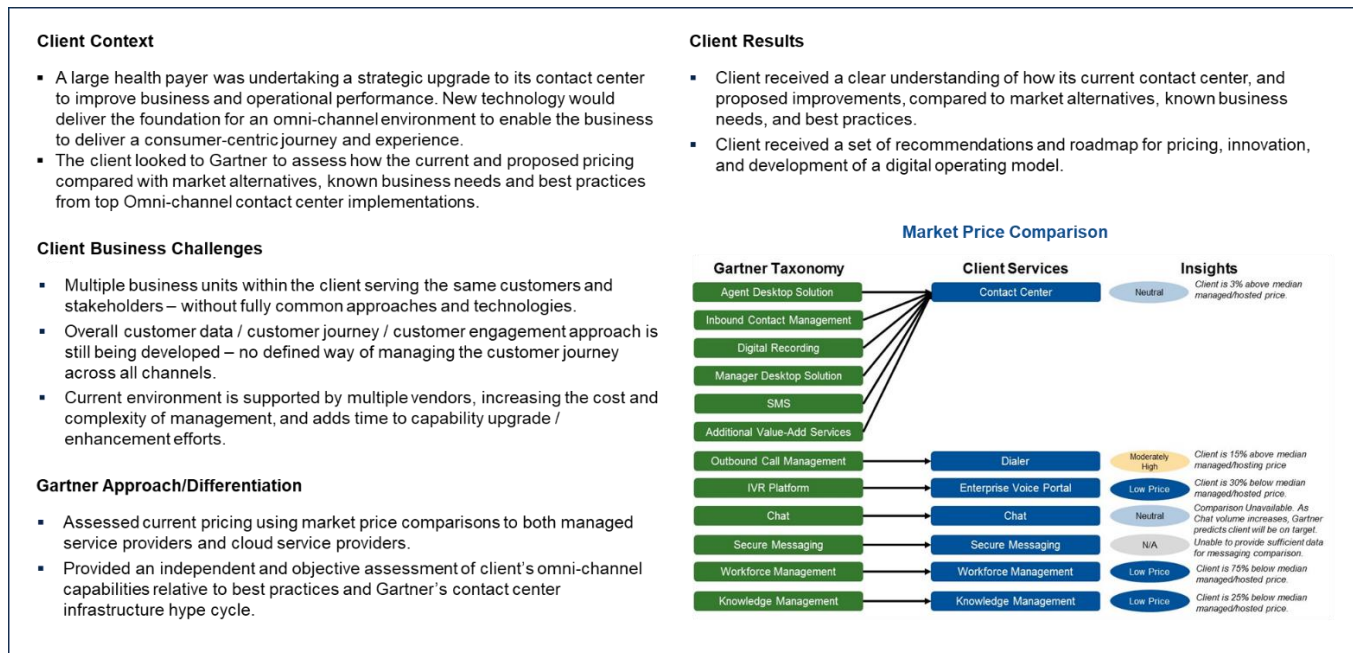 Client Context
▪ A large health payer was undertaking a strategic upgrade to its contact center
to improve business and operational performance. New technology would
deliver the foundation for an omni-channel environment to enable the business
to deliver a consumer-centric journey and experience.
▪ The client looked to Gartner to assess how the current and proposed pricing
compared with market alternatives, known business needs and best practices
from top Omni-channel contact center implementations.
Client Business Challenges
▪ Multiple business units within the client serving the same customers and
stakeholders – without fully common approaches and technologies.
▪ Overall customer data / customer journey / customer engagement approach is
still being developed – no defined way of managing the customer journey
across all channels.
▪ Current environment is supported by multiple vendors, increasing the cost and
complexity of management, and adds time to capability upgrade /
enhancement efforts.
Gartner Approach/Differentiation
▪ Assessed current pricing using market price comparisons to both managed
service providers and cloud service providers.
▪ Provided an independent and objective assessment of client's omni-channel
capabilities relative to best practices and Gartner's contact center
infrastructure hype cycle.
Client Results
▪ Client received a clear understanding of how its current contact center, and
proposed improvements, compared to market alternatives, known business
needs, and best practices.
▪ Client received a set of recommendations and roadmap for pricing, innovation,
and development of a digital operating model.
Market Price Comparison
Gartner Taxonomy Client Services Insights
Agent Desktop Solution Contact Center Neutral Client is 3% above median
managed/hosted price.
Inbound Contact Management
Digital Recording
Manager Desktop Solution
SMS
Additional Value-Add Services
Outbound Call Management Dialer Moderately High Client is 15% above median
managed/hosting price
IVR Platform Enterprise Voice Portal Low Price Client is 30% below median
managed/hosted price.
Chat Chat Neutral Comparison Unavailable. As
Chat volume increases, Gartner
predicts client will be on target.
Secure Messaging Secure Messaging N/A Unable to provide sufficient data
for messaging comparison.
Workforce Management Workforce Management Low Price Client is 75% below median
managed/hosted price.
Knowledge Management Knowledge Management Low Price Client is 25% below median
managed/hosted price.